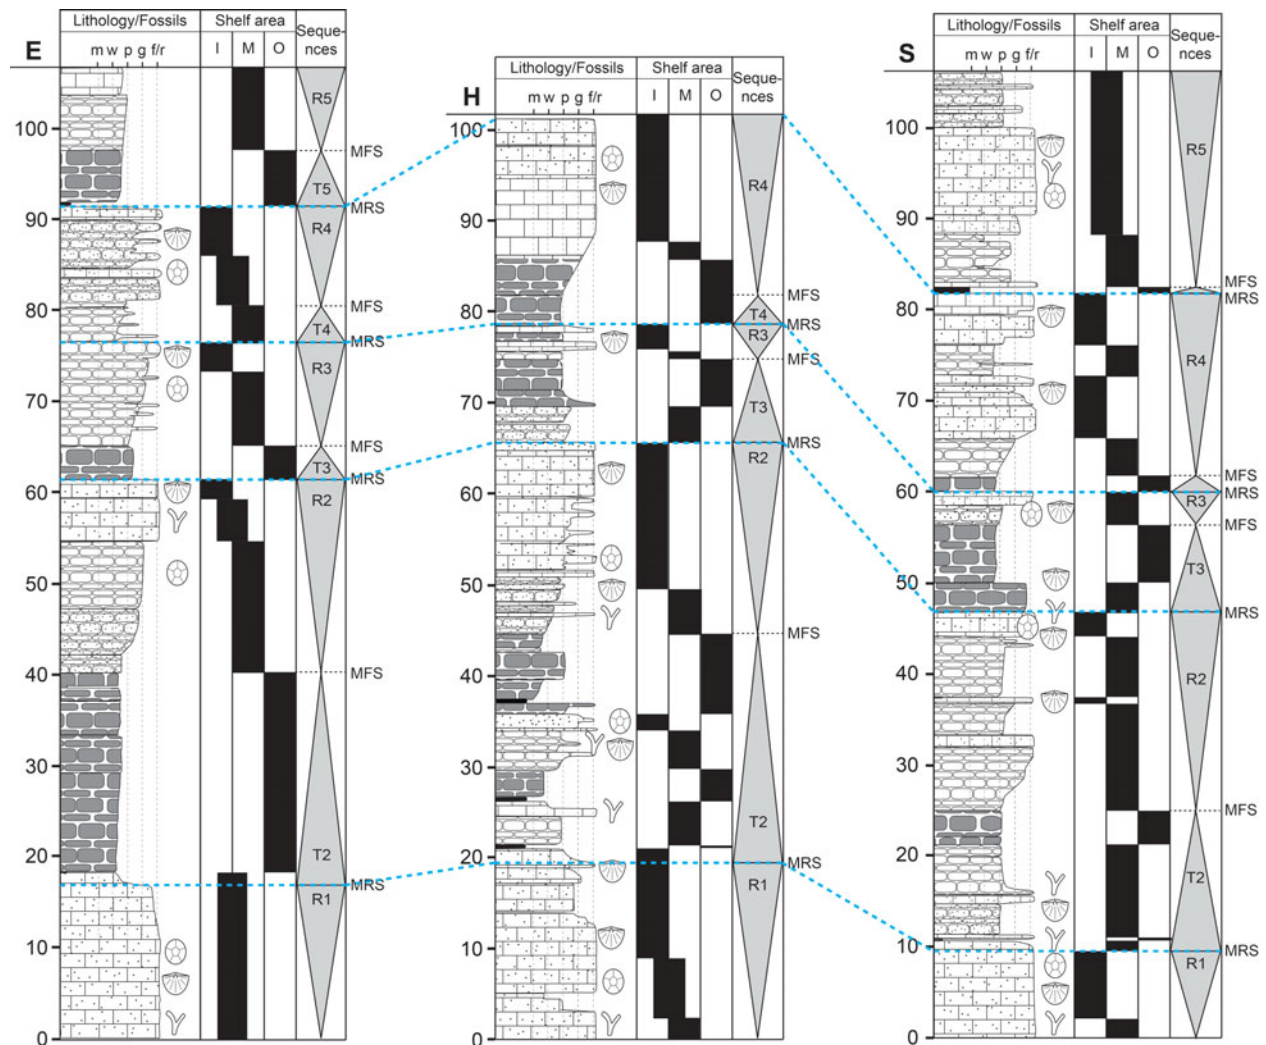 E
Lithology/Fossils
Shelf area
Seque-
nces
m w p g f/r
I M O
100
90
80
70
60
50
40
30
20
10
0
R5
MFS
T5
MRS
R4
MFS
T4
MRS
R3
MFS
T3
MRS
R2
MFS
T2
MRS
R1
H
Lithology/Fossils
Shelf area
Seque-
nces
m w p g f/r
I M O
100
90
80
70
60
50
40
30
20
10
0
R4
MFS
T4
MRS
R3
MFS
T3
MRS
R2
MFS
T2
MRS
R1
S
Lithology/Fossils
Shelf area
Seque-
nces
m w p g f/r
I M O
100
90
80
70
60
50
40
30
20
10
0
R5
MFS
MRS
R4
MFS
MRS
R3
MFS
T3
MRS
R2
MFS
T2
MRS
R1